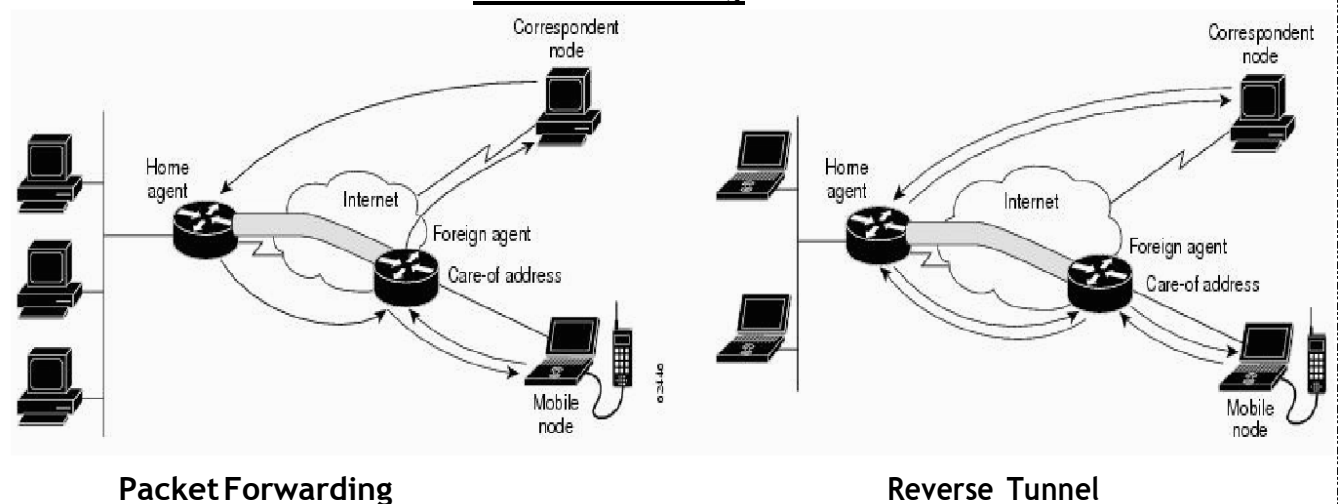 Correspondent
node
Home
agent
Internet
Foreign agent
Care-of address
Mobile
node
62446
Packet Forwarding
Correspondent
node
Home
agent
Internet
Foreign agent
Care-of address
Mobile
node
Reverse Tunnel